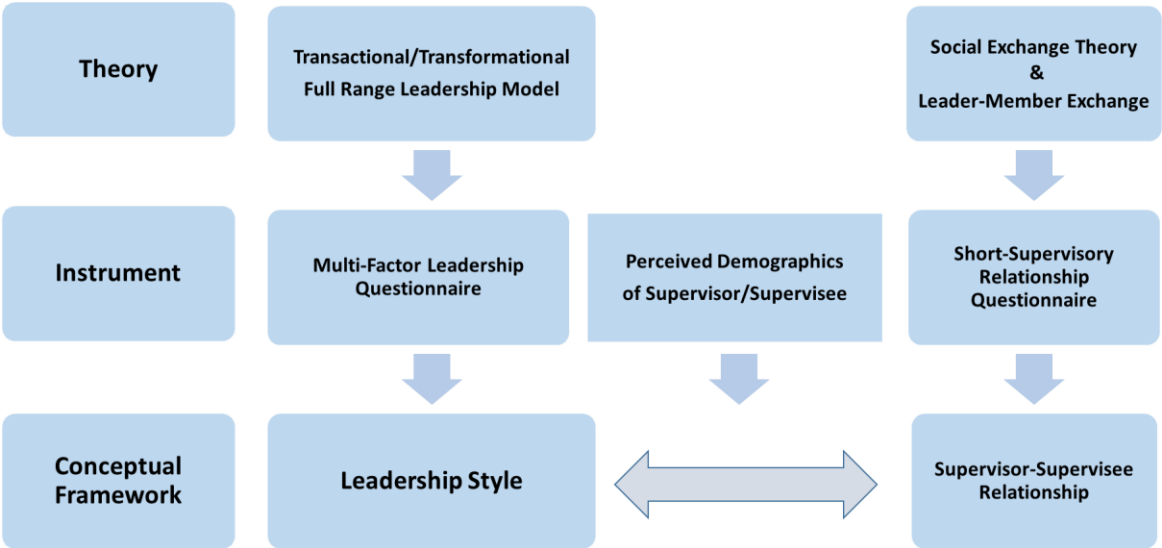 Theory
Transactional/Transformational
Full Range Leadership Model
Social Exchange Theory
&
Leader-Member Exchange
Instrument
Multi-Factor Leadership
Questionnaire
Perceived Demographics
of Supervisor/Supervisee
Short-Supervisory
Relationship
Questionnaire
Conceptual
Framework
Leadership Style
Supervisor-Supervisee
Relationship